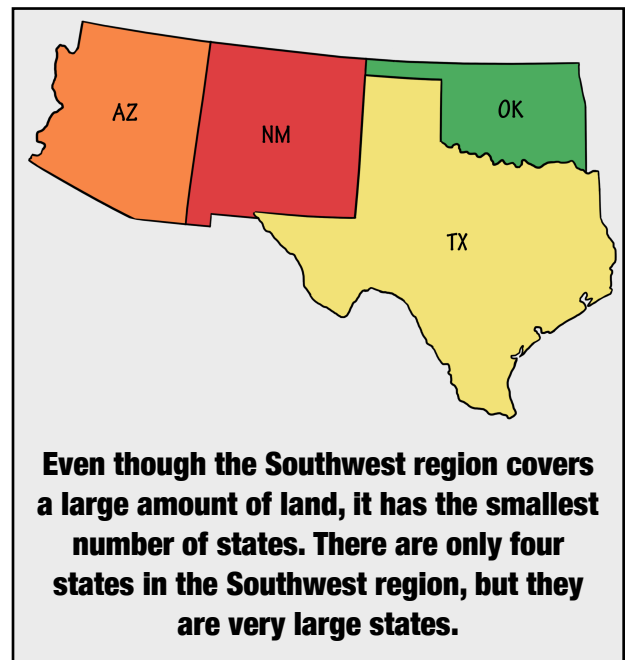 AZ
NM
OK
TX
Even though the Southwest region covers
a large amount of land, it has the smallest
number of states. There are only four
states in the Southwest region, but they
are very large states.